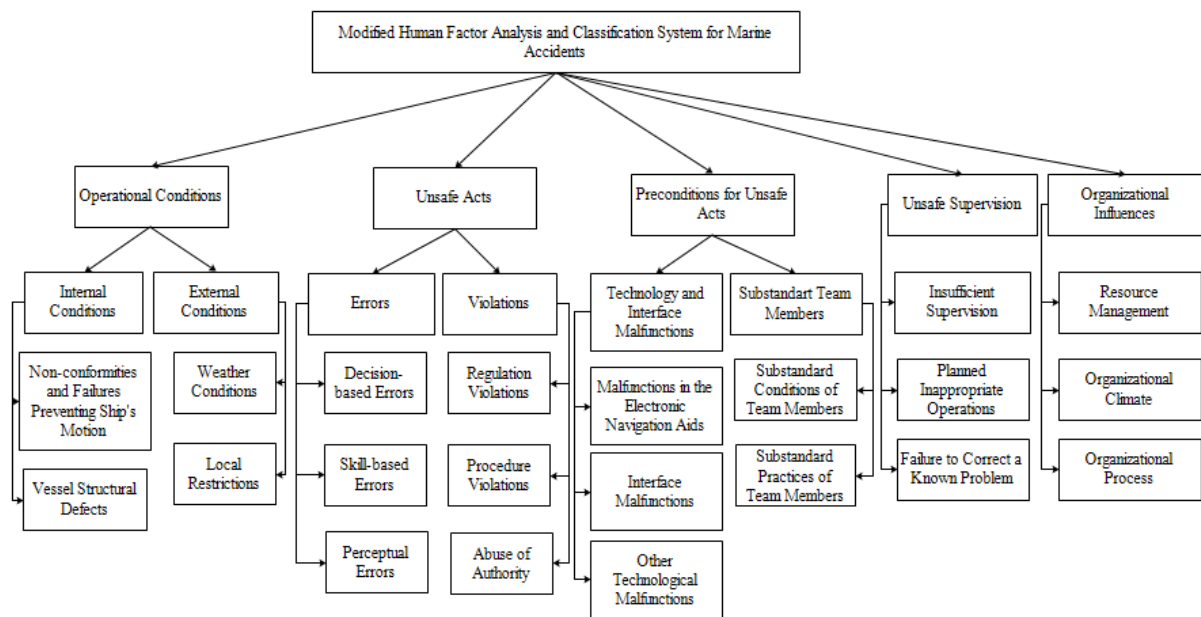 Modified Human Factor Analysis and Classification System for Marine
Accidents
Operational Conditions
Unsafe Acts
Preconditions for Unsafe
Acts
Unsafe Supervision
Organizational
Influences
Internal
Conditions
External
Conditions
Errors
Violations
Technology and
Interface
Malfunctions
Substandart Team
Members
Insufficient
Supervision
Resource
Management
Non-conformities
and Failures
Preventing Ship's
Motion
Weather
Conditions
Decision-
based Errors
Regulation
Violations
Malfunctions in the
Electronic
Navigation Aids
Substandard
Conditions of
Team Members
Planned
Inappropriate
Operations
Organizational
Climate
Vessel Structural
Defects
Local
Restrictions
Skill-based
Errors
Procedure
Violations
Interface
Malfunctions
Substandard
Practices of
Team Members
Failure to Correct a
Known Problem
Organizational
Process
Perceptual
Errors
Abuse of
Authority
Other
Technological
Malfunctions